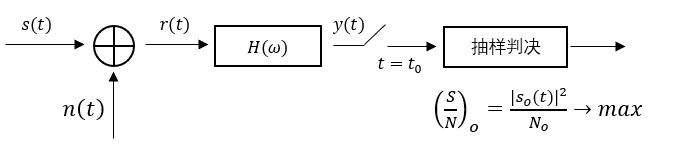 s(t) r(t) H(ω) y(t) t = t₀ 抽样判决
n(t)
(S/N)ₒ = |sₒ(t)|²/Nₒ → max